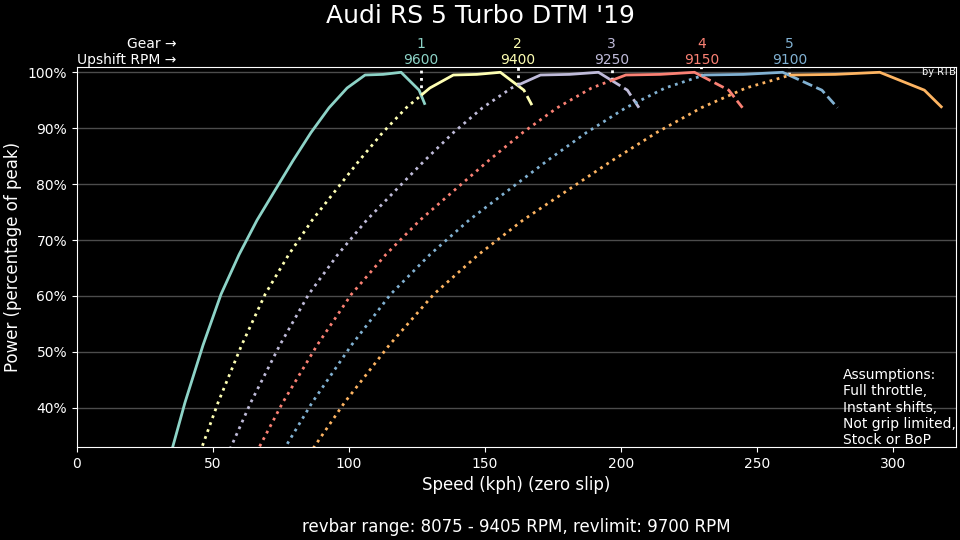 Audi RS 5 Turbo DTM '19
Gear → 1 2 3 4 5
Upshift RPM → 9600 9400 9250 9150 9100
by RTB
100%
90%
80%
70%
60%
50%
40%
Power (percentage of peak)
Assumptions:
Full throttle,
Instant shifts,
Not grip limited,
Stock or BoP
0 50 100 150 200 250 300
Speed (kph) (zero slip)
revbar range: 8075 - 9405 RPM, revlimit: 9700 RPM